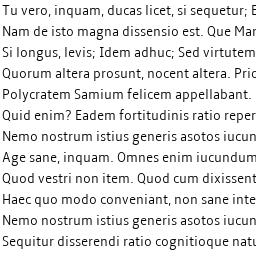 Tu vero, inquam, ducas licet, si sequetur; E
Nam de isto magna dissensio est. Que Mar
Si longus, levis; Idem adhuc; Sed virtutem
Quorum altera prosunt, nocent altera. Pric
Polycratem Samium felicem appellabant.
Quid enim? Eadem fortitudinis ratio reper
Nemo nostrum istius generis asotos iucun
Age sane, inquam. Omnes enim iucundum
Quod vestri non item. Quod cum dixissent
Haec quo modo conveniant, non sane inte
Nemo nostrum istius generis asotos iucun
Sequitur disserendi ratio cognitioque natu